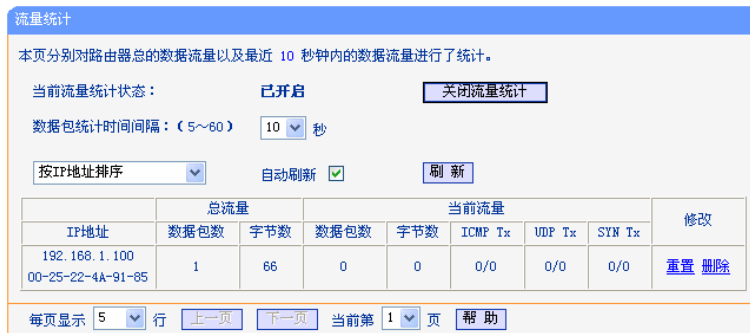 流量统计
本页分别对路由器总的数据流量以及最近 10 秒钟内的数据流量进行了统计。
当前流量统计状态： 已开启 关闭流量统计
数据包统计时间间隔：（5～60） 10 秒
按IP地址排序 自动刷新 刷 新
总流量 当前流量 修改
IP地址 数据包数 字节数 数据包数 字节数 ICMP Tx UDP Tx SYN Tx
192.168.1.100
00-25-22-4A-91-85 1 66 0 0 0/0 0/0 0/0 重置 删除
每页显示 5 行 上一页 下一页 当前第 1 页 帮 助